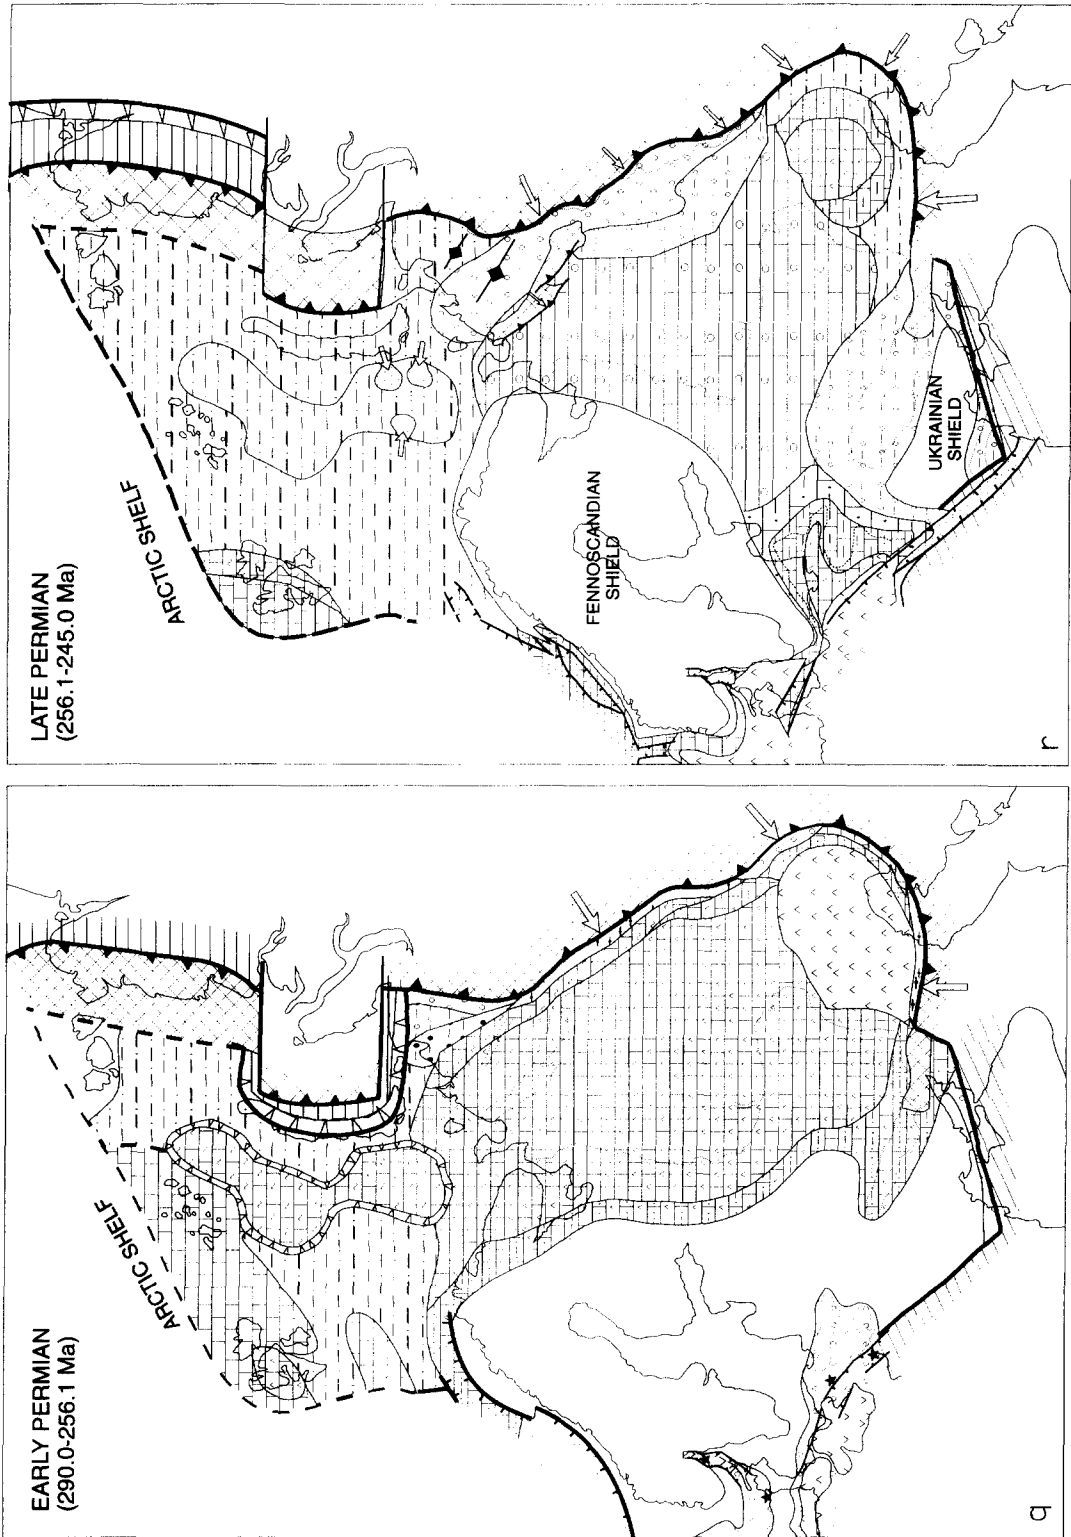 LATE PERMIAN
(256.1-245.0 Ma)
ARCTIC SHELF
FENNOSCANDIAN
SHIELD
UKRAINIAN
SHIELD
r
EARLY PERMIAN
(290.0-256.1 Ma)
ARCTIC SHELF
q